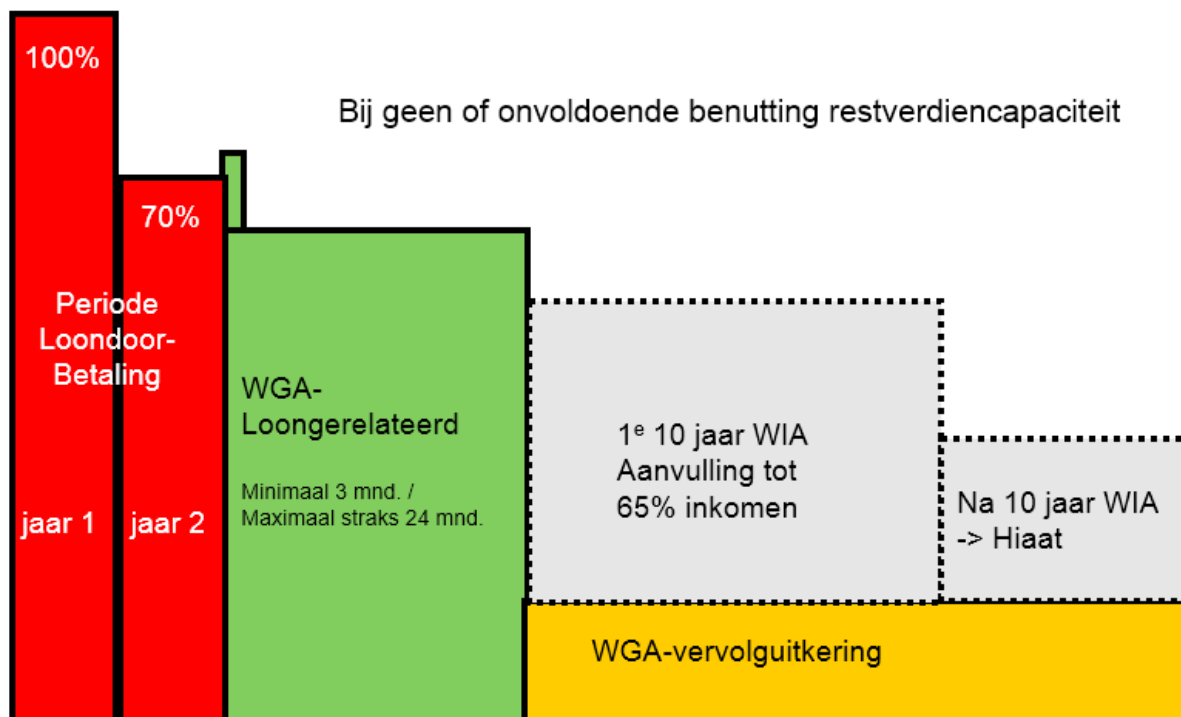 100%
Bij geen of onvoldoende benutting restverdiencapaciteit
70%
Periode
Loondoor-
Betaling
jaar 1
jaar 2
WGA-
Loongerelateerd
Minimaal 3 mnd. /
Maximaal straks 24 mnd.
1e 10 jaar WIA
Aanvulling tot
65% inkomen
Na 10 jaar WIA
-> Hiaat
WGA-vervolguitkering